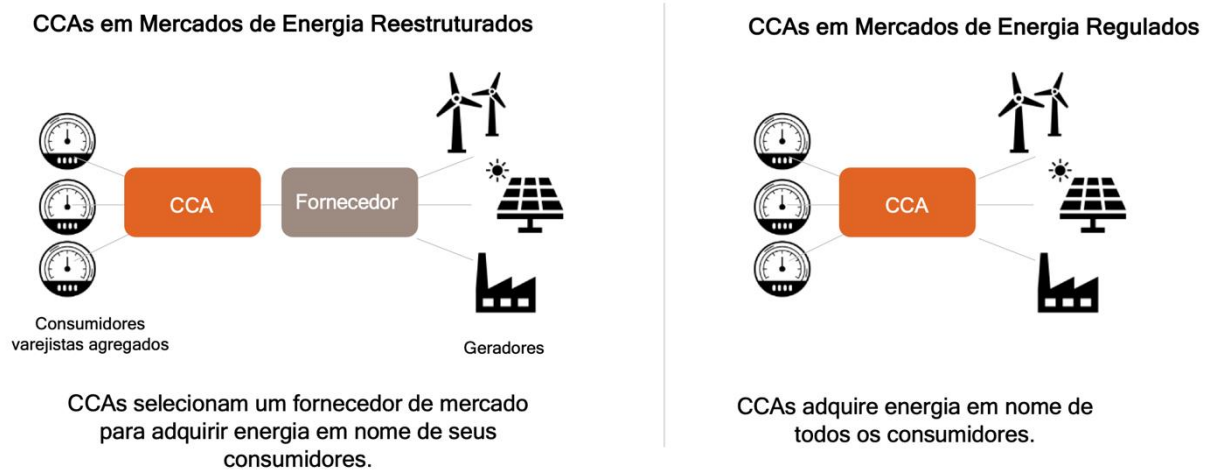 CCAs em Mercados de Energia Reestruturados
CCA
Fornecedor
Consumidores
varejistas agregados
Geradores
CCAs selecionam um fornecedor de mercado
para adquirir energia em nome de seus
consumidores.
CCAs em Mercados de Energia Regulados
CCA
CCAs adquire energia em nome de
todos os consumidores.